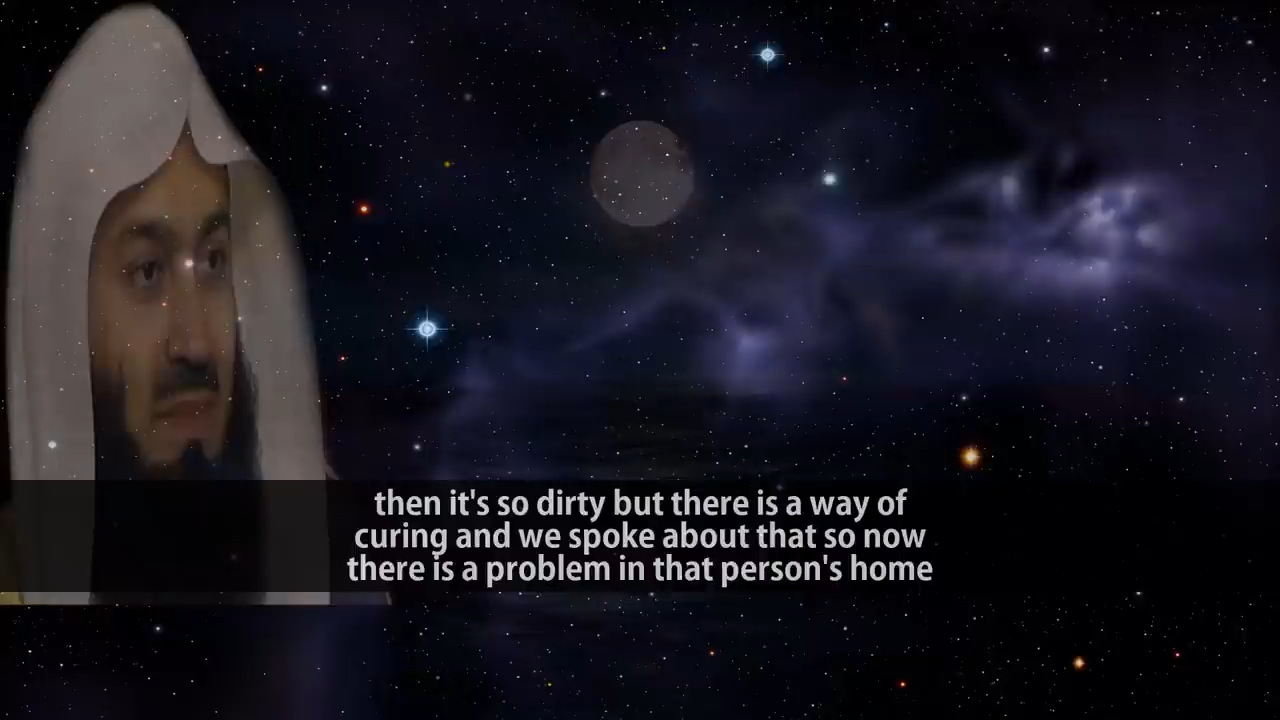 then it's so dirty but there is a way of
curing and we spoke about that so now
there is a problem in that person's home